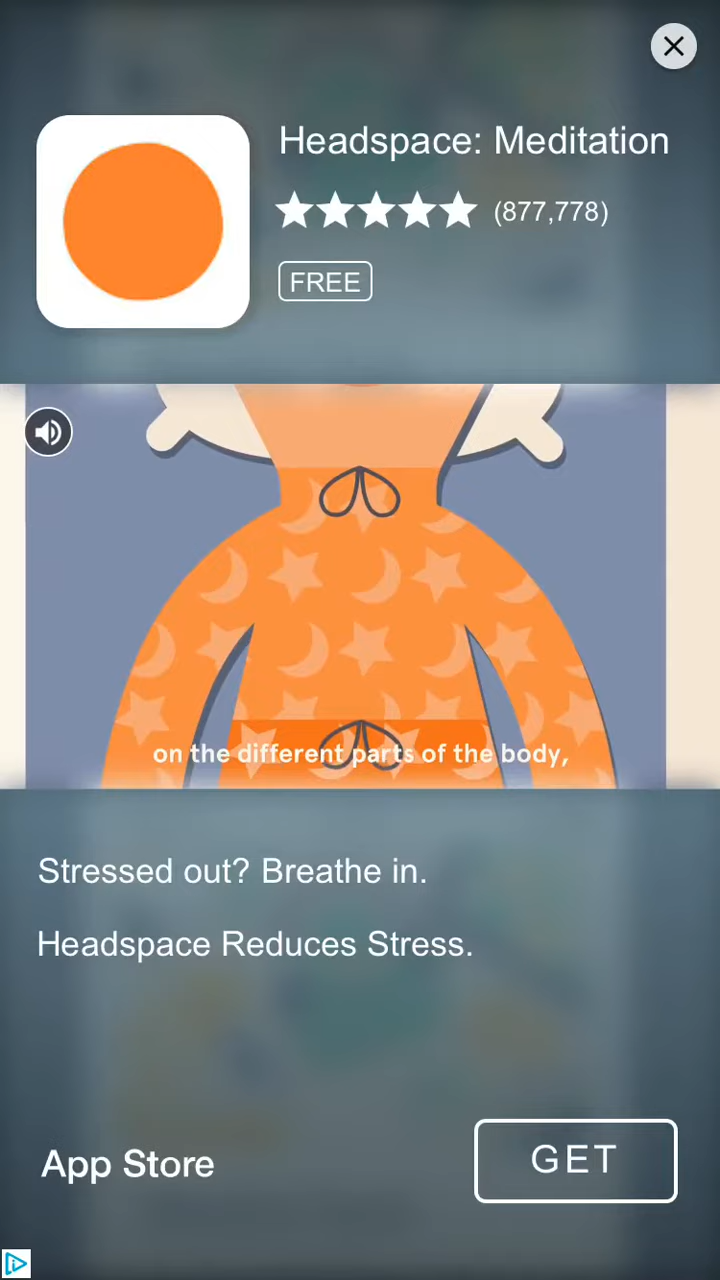 Headspace: Meditation
(877,778)
FREE
on the different parts of the body,
Stressed out? Breathe in.
Headspace Reduces Stress.
App Store
GET